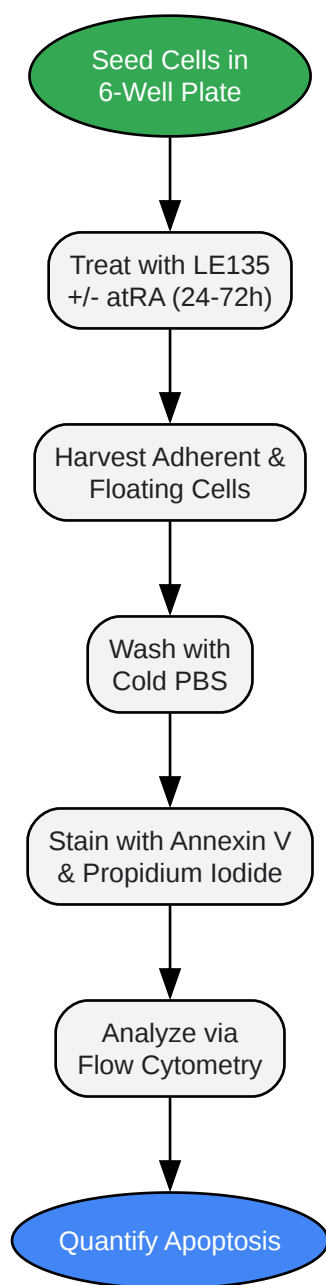 Seed Cells in
6-Well Plate
Treat with LE135
+/- atRA (24-72h)
Harvest Adherent &
Floating Cells
Wash with
Cold PBS
Stain with Annexin V
& Propidium Iodide
Analyze via
Flow Cytometry
Quantify Apoptosis